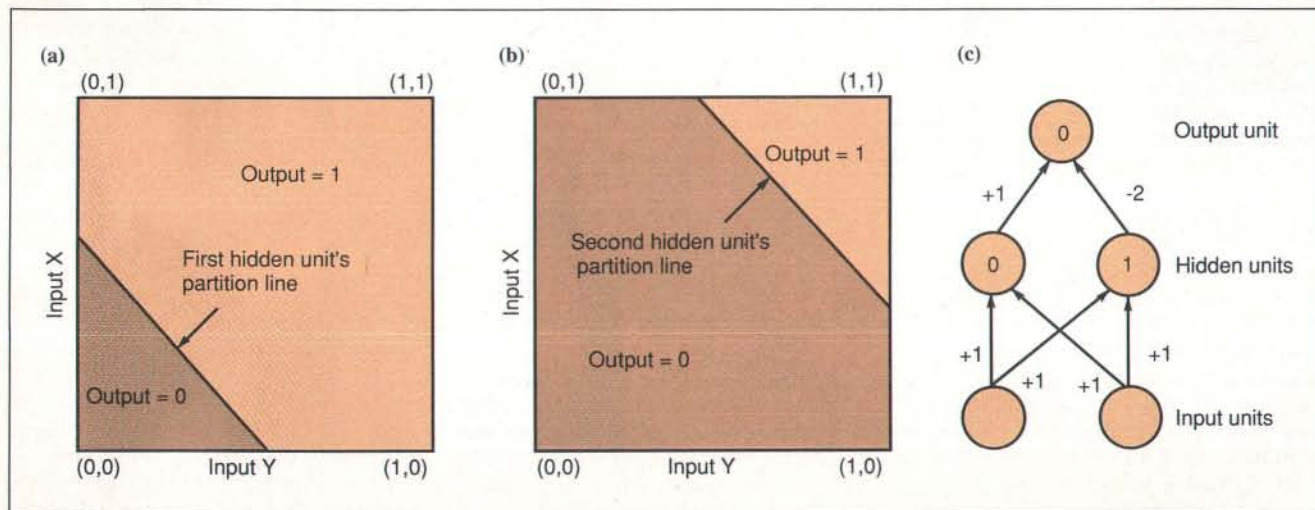 (a)
(0,1)
(1,1)
Output = 1
First hidden unit's
partition line
Input X
Output = 0
(0,0)
Input Y
(1,0)
(b)
(0,1)
(1,1)
Output = 1
Second hidden unit's
partition line
Input X
Output = 0
(0,0)
Input Y
(1,0)
(c)
0
Output unit
+1
-2
0
1
Hidden units
+1
+1
+1
+1
Input units